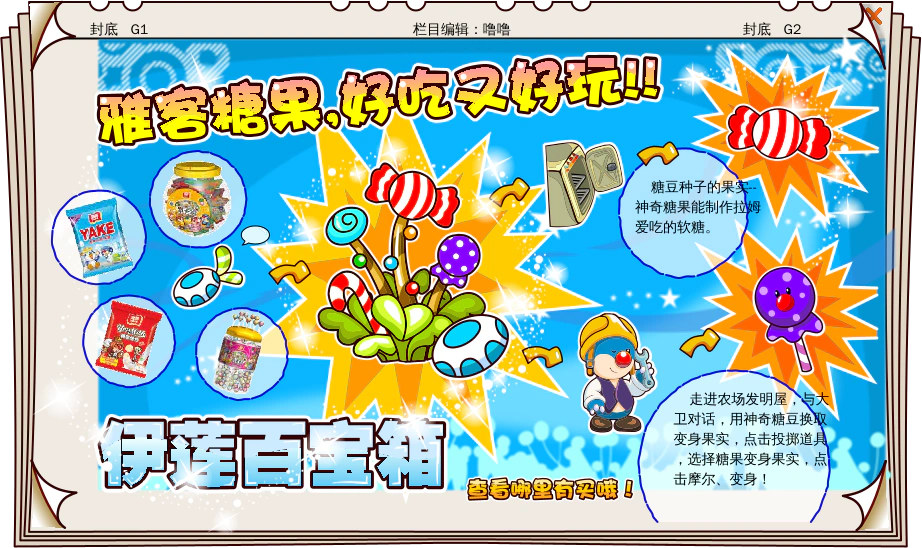 封底 G1
栏目编辑：噜噜
封底 G2
雅客糖果,好吃又好玩!!
糖豆种子的果实--
神奇糖果能制作拉姆
爱吃的软糖。
YAKE
走进农场发明屋，与大
卫对话，用神奇糖豆换取
变身果实，点击投掷道具
，选择糖果变身果实，点
击摩尔、变身！
伊莲百宝箱
查看哪里有买哦！